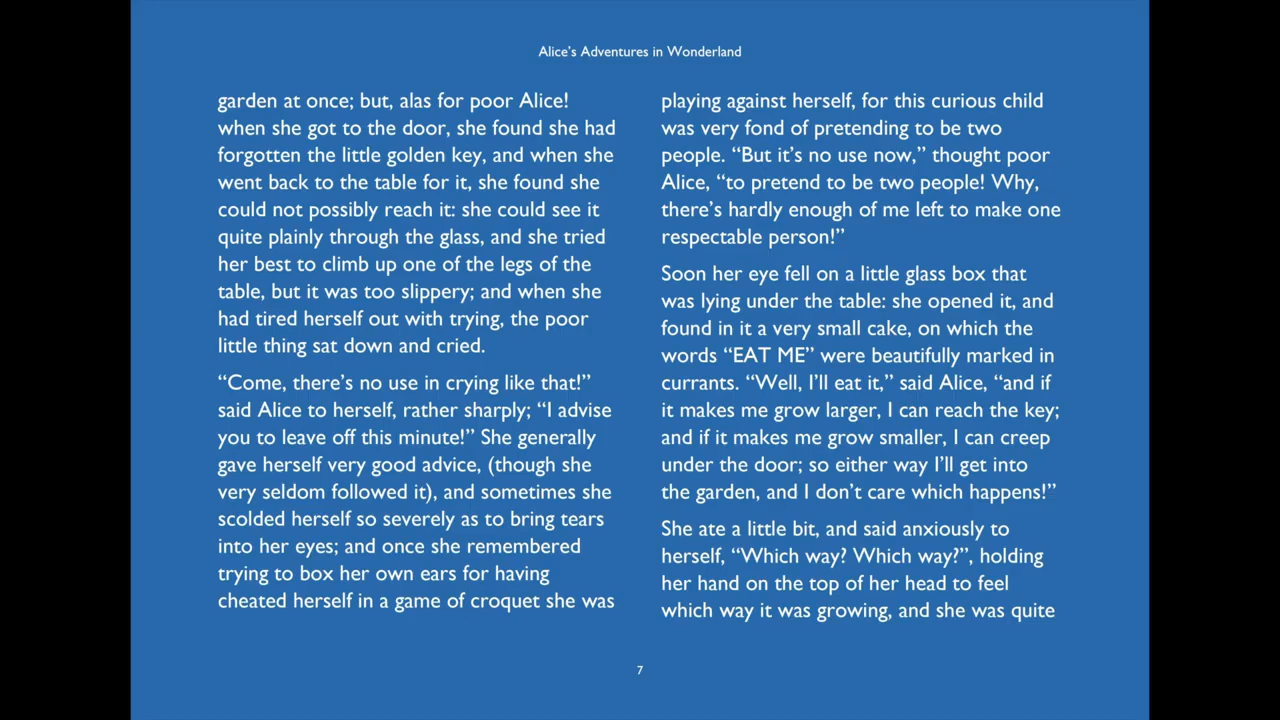 Alice’s Adventures in Wonderland
garden at once; but, alas for poor Alice!
when she got to the door, she found she had
forgotten the little golden key, and when she
went back to the table for it, she found she
could not possibly reach it: she could see it
quite plainly through the glass, and she tried
her best to climb up one of the legs of the
table, but it was too slippery; and when she
had tired herself out with trying, the poor
little thing sat down and cried.
“Come, there’s no use in crying like that!”
said Alice to herself, rather sharply; “I advise
you to leave off this minute!” She generally
gave herself very good advice, (though she
very seldom followed it), and sometimes she
scolded herself so severely as to bring tears
into her eyes; and once she remembered
trying to box her own ears for having
cheated herself in a game of croquet she was
playing against herself, for this curious child
was very fond of pretending to be two
people. “But it’s no use now,” thought poor
Alice, “to pretend to be two people! Why,
there’s hardly enough of me left to make one
respectable person!”
Soon her eye fell on a little glass box that
was lying under the table: she opened it, and
found in it a very small cake, on which the
words “EAT ME” were beautifully marked in
currants. “Well, I’ll eat it,” said Alice, “and if
it makes me grow larger, I can reach the key;
and if it makes me grow smaller, I can creep
under the door; so either way I’ll get into
the garden, and I don’t care which happens!”
She ate a little bit, and said anxiously to
herself, “Which way? Which way?”, holding
her hand on the top of her head to feel
which way it was growing, and she was quite
7